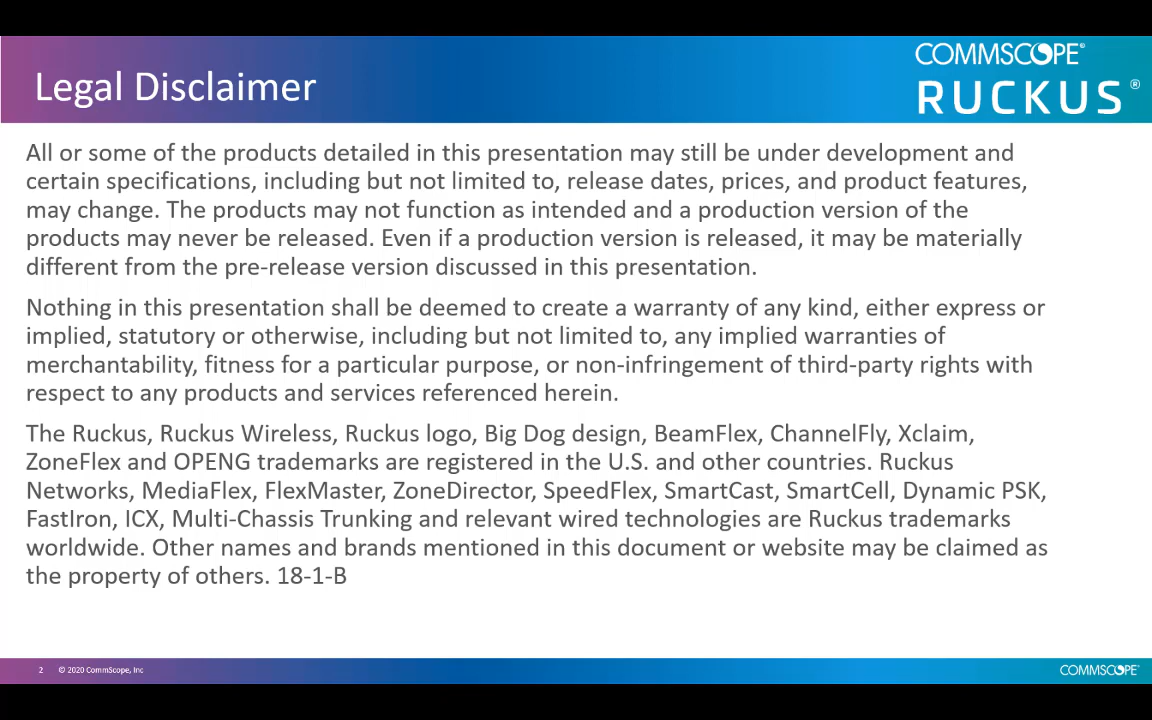 COMMSCOPE®
Legal Disclaimer
RUCKUS®
All or some of the products detailed in this presentation may still be under development and
certain specifications, including but not limited to, release dates, prices, and product features,
may change. The products may not function as intended and a production version of the
products may never be released. Even if a production version is released, it may be materially
different from the pre-release version discussed in this presentation.
Nothing in this presentation shall be deemed to create a warranty of any kind, either express or
implied, statutory or otherwise, including but not limited to, any implied warranties of
merchantability, fitness for a particular purpose, or non-infringement of third-party rights with
respect to any products and services referenced herein.
The Ruckus, Ruckus Wireless, Ruckus logo, Big Dog design, BeamFlex, ChannelFly, Xclaim,
ZoneFlex and OPENG trademarks are registered in the U.S. and other countries. Ruckus
Networks, MediaFlex, FlexMaster, ZoneDirector, SpeedFlex, SmartCast, SmartCell, Dynamic PSK,
FastIron, ICX, Multi-Chassis Trunking and relevant wired technologies are Ruckus trademarks
worldwide. Other names and brands mentioned in this document or website may be claimed as
the property of others. 18-1-B
2 © 2020 CommScope, Inc
COMMSCOPE®